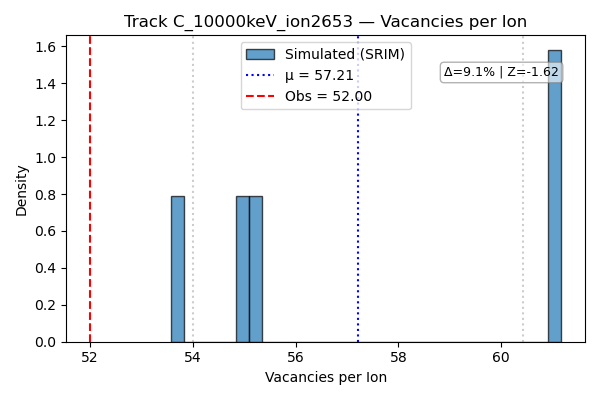 Track C_10000keV_ion2653 — Vacancies per Ion
Simulated (SRIM)
μ = 57.21
Obs = 52.00
Δ=9.1% | Z=-1.62
Density
1.6
1.4
1.2
1.0
0.8
0.6
0.4
0.2
0.0
52
54
56
58
60
Vacancies per Ion